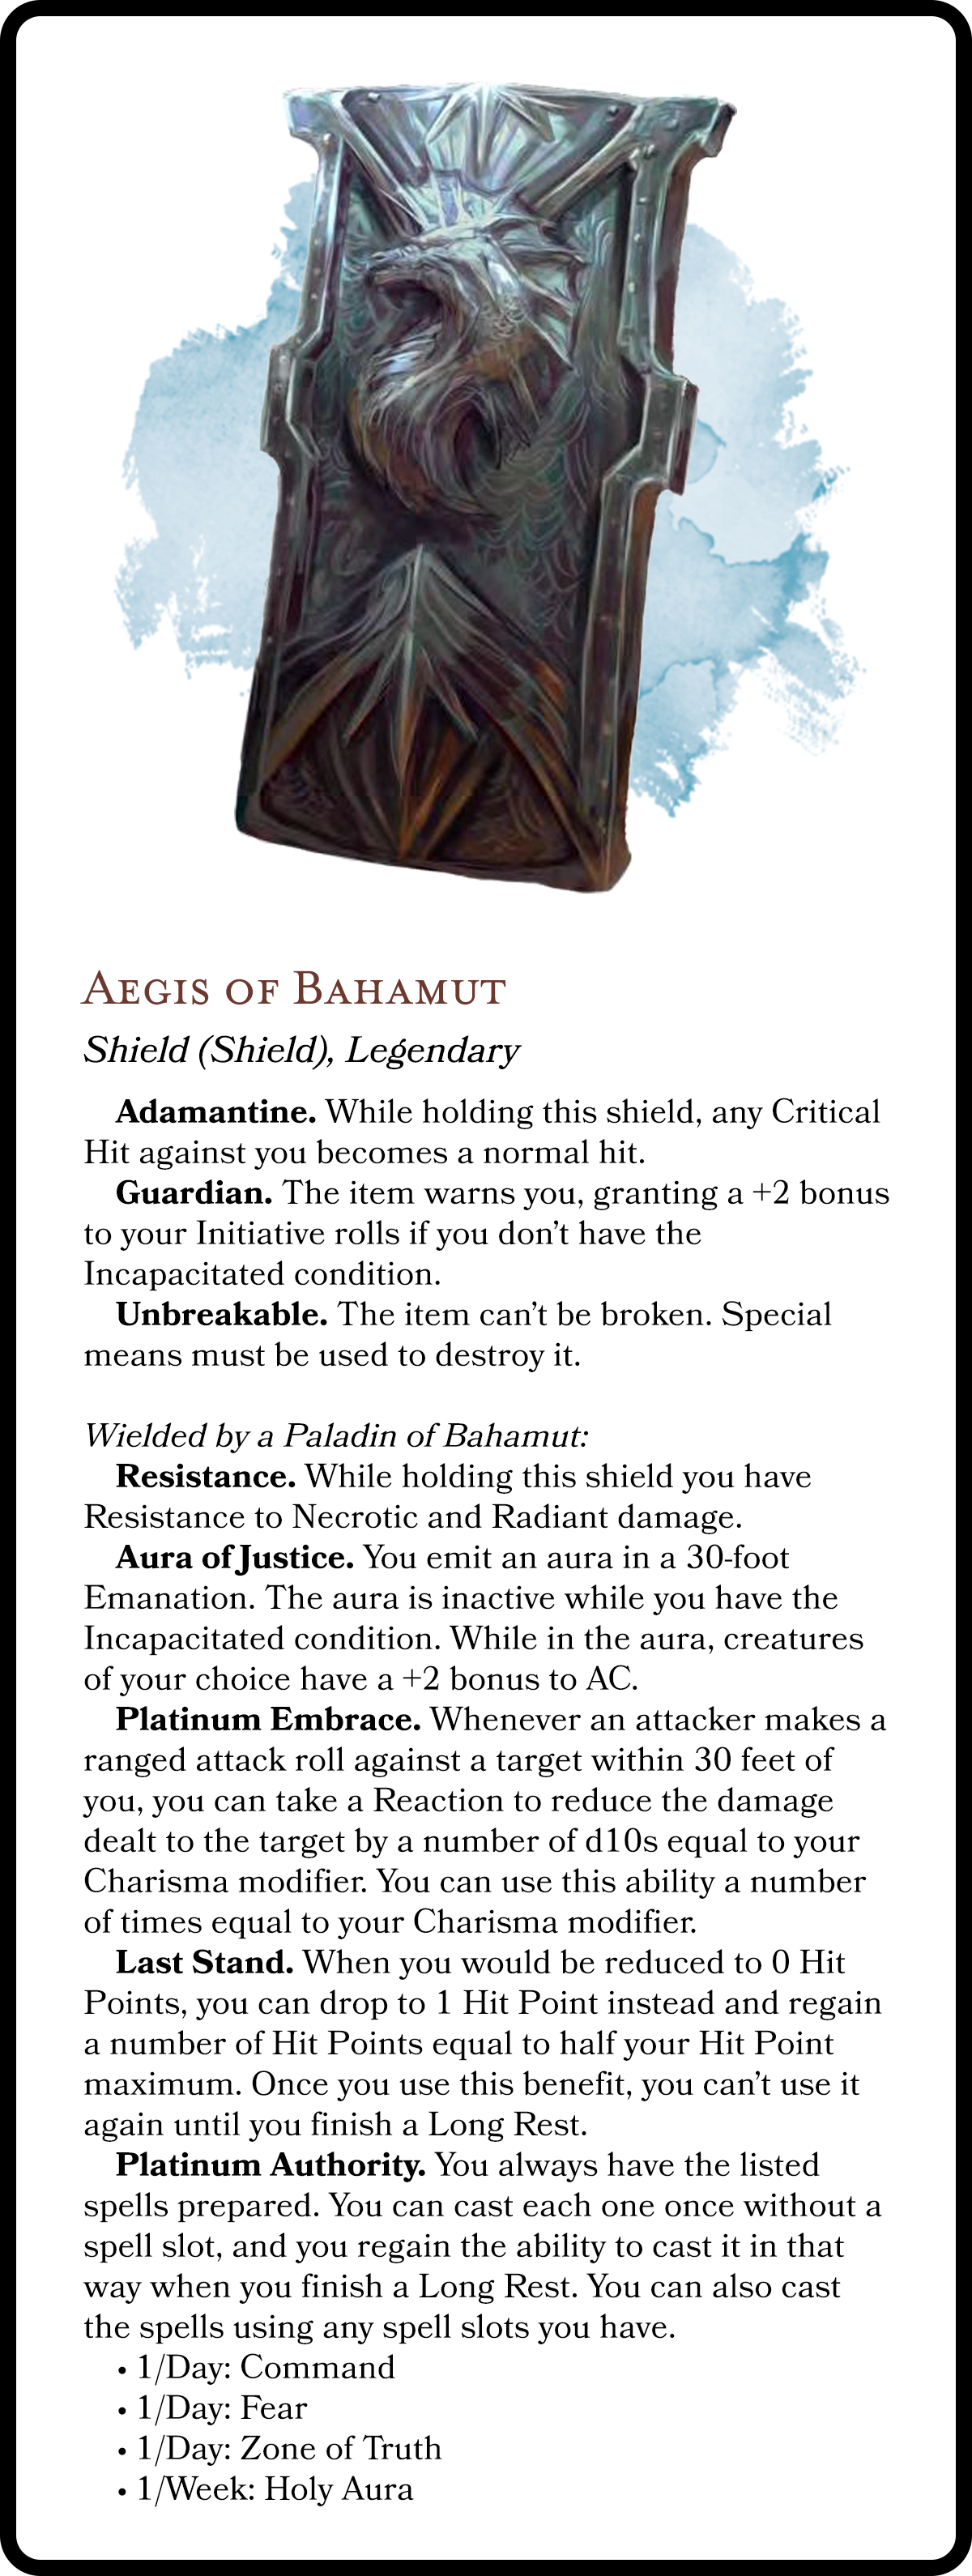 Aegis of Bahamut
Shield (Shield), Legendary
Adamantine. While holding this shield, any Critical
Hit against you becomes a normal hit.
Guardian. The item warns you, granting a +2 bonus
to your Initiative rolls if you don’t have the
Incapacitated condition.
Unbreakable. The item can’t be broken. Special
means must be used to destroy it.
Wielded by a Paladin of Bahamut:
Resistance. While holding this shield you have
Resistance to Necrotic and Radiant damage.
Aura of Justice. You emit an aura in a 30-foot
Emanation. The aura is inactive while you have the
Incapacitated condition. While in the aura, creatures
of your choice have a +2 bonus to AC.
Platinum Embrace. Whenever an attacker makes a
ranged attack roll against a target within 30 feet of
you, you can take a Reaction to reduce the damage
dealt to the target by a number of d10s equal to your
Charisma modifier. You can use this ability a number
of times equal to your Charisma modifier.
Last Stand. When you would be reduced to 0 Hit
Points, you can drop to 1 Hit Point instead and regain
a number of Hit Points equal to half your Hit Point
maximum. Once you use this benefit, you can’t use it
again until you finish a Long Rest.
Platinum Authority. You always have the listed
spells prepared. You can cast each one once without a
spell slot, and you regain the ability to cast it in that
way when you finish a Long Rest. You can also cast
the spells using any spell slots you have.
• 1/Day: Command
• 1/Day: Fear
• 1/Day: Zone of Truth
• 1/Week: Holy Aura